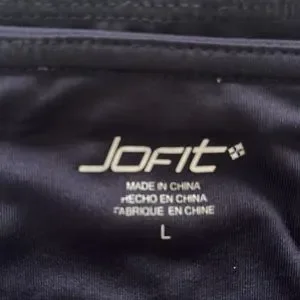 JOFIT
MADE IN CHINA
HECHO EN CHINA
FABRIQUE EN CHINE
L